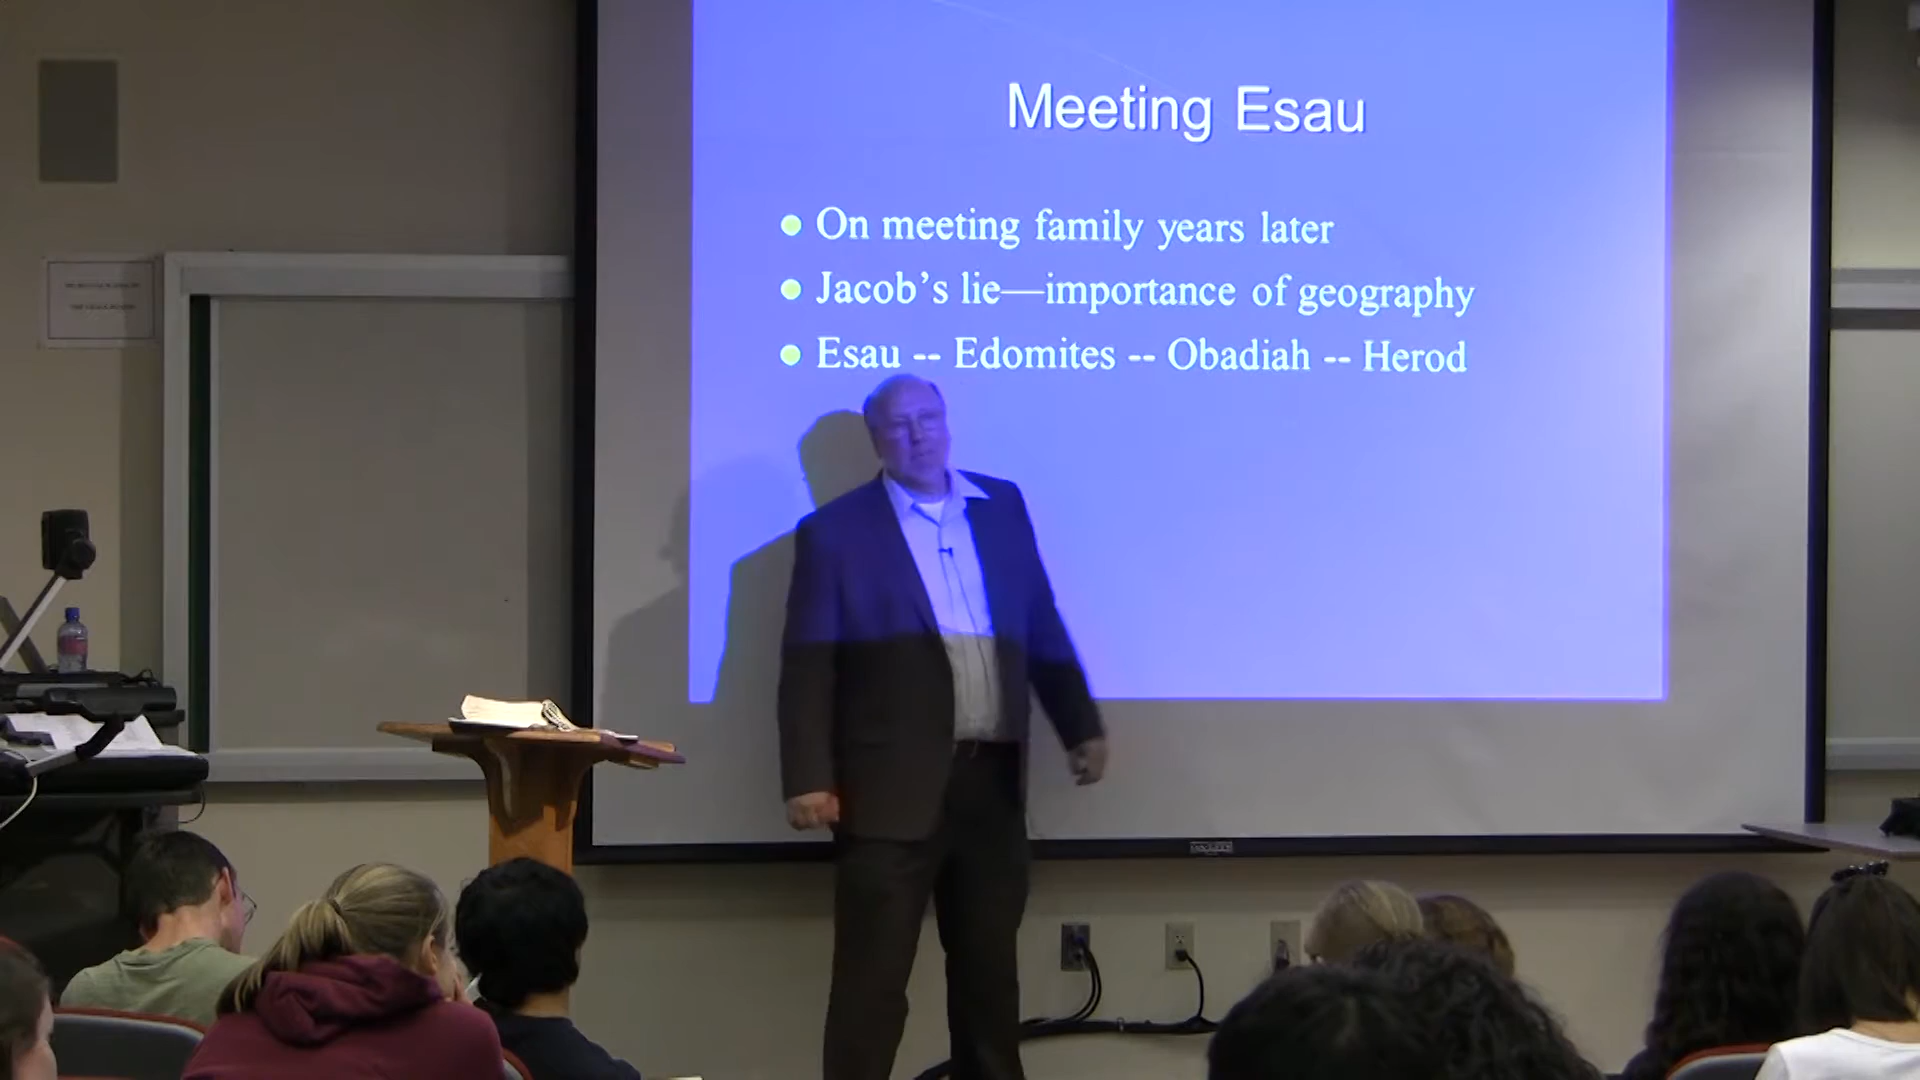 Meeting Esau
On meeting family years later
Jacob's lie—importance of geography
Esau -- Edomites -- Obadiah -- Herod